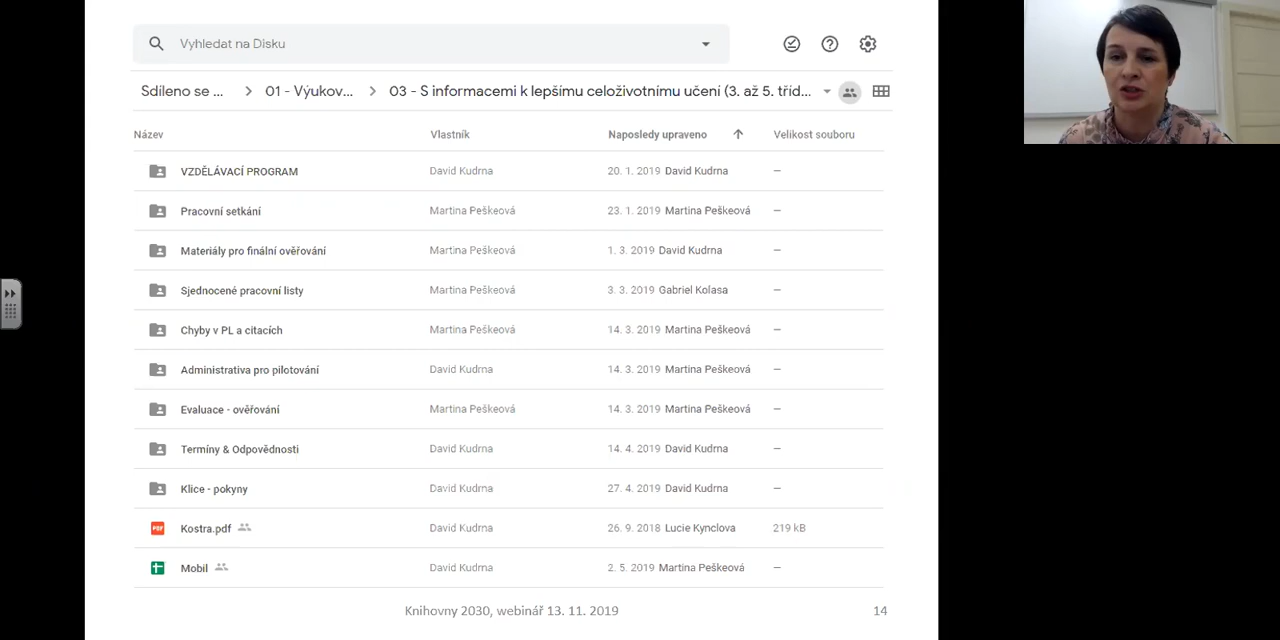 Vyhledat na Disku
Sdíleno se ... > 01 - Výukov... > 03 - S informacemi k lepšímu celoživotnímu učení (3. až 5. tříd...
Název Vlastník Naposledy upraveno Velikost souboru
VZDĚLÁVACÍ PROGRAM David Kudrna 20. 1. 2019 David Kudrna –
Pracovní setkání Martina Peškeová 23. 1. 2019 Martina Peškeová –
Materiály pro finální ověřování Martina Peškeová 1. 3. 2019 David Kudrna –
Sjednocené pracovní listy Martina Peškeová 3. 3. 2019 Gabriel Kolasa –
Chyby v PL a citacích Martina Peškeová 14. 3. 2019 Martina Peškeová –
Administrativa pro pilotování David Kudrna 14. 3. 2019 Martina Peškeová –
Evaluace - ověřování Martina Peškeová 14. 3. 2019 Martina Peškeová –
Termíny & Odpovědnosti David Kudrna 14. 4. 2019 David Kudrna –
Klice - pokyny David Kudrna 27. 4. 2019 David Kudrna –
PDF Kostra.pdf David Kudrna 26. 9. 2018 Lucie Kynclova 219 kB
Mobil David Kudrna 2. 5. 2019 Martina Peškeová –
Knihovny 2030, webinář 13. 11. 2019 14